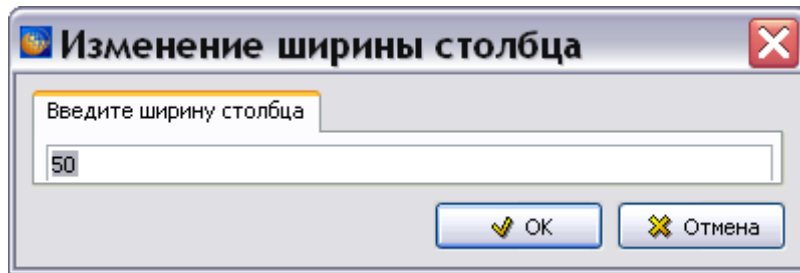 Изменение ширины столбца
Введите ширину столбца
50
OK
Отмена